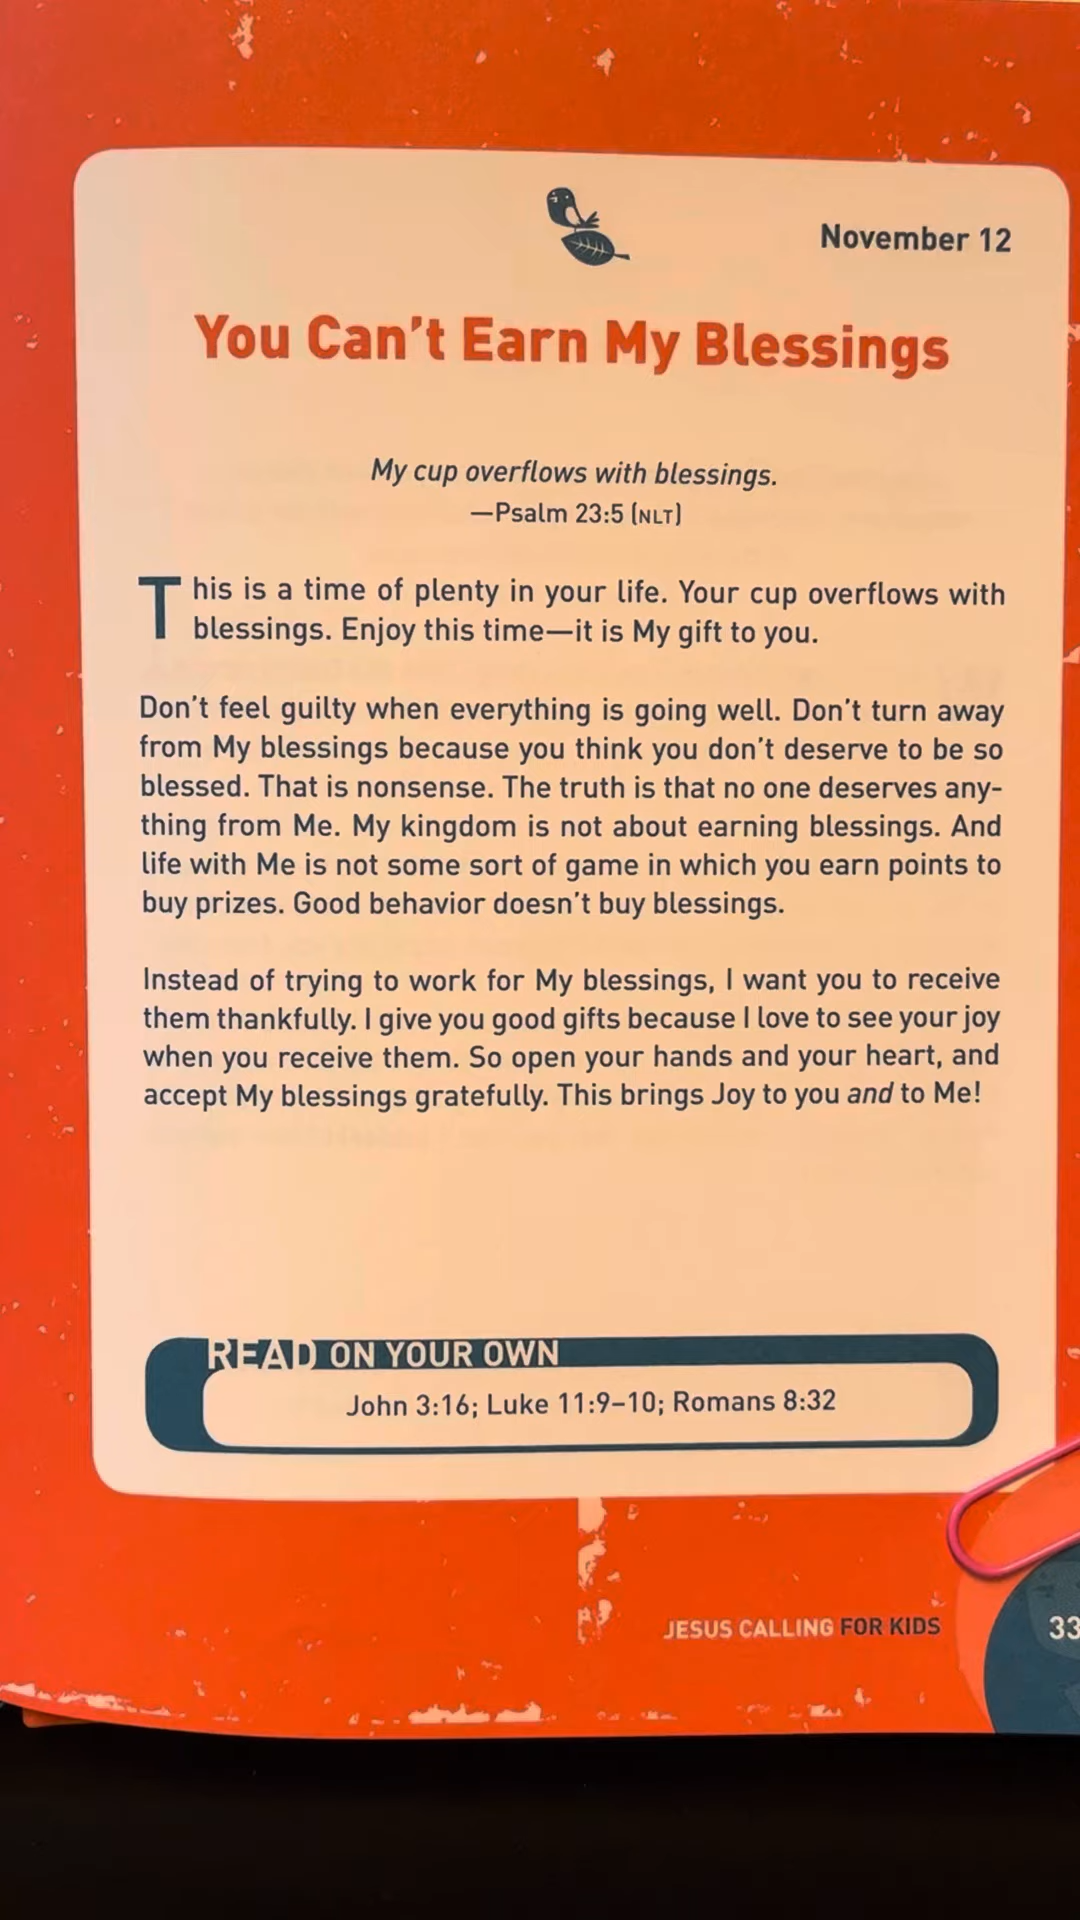 November 12
You Can't Earn My Blessings
My cup overflows with blessings.
—Psalm 23:5 (NLT)
This is a time of plenty in your life. Your cup overflows with
blessings. Enjoy this time—it is My gift to you.
Don't feel guilty when everything is going well. Don't turn away
from My blessings because you think you don't deserve to be so
blessed. That is nonsense. The truth is that no one deserves any-
thing from Me. My kingdom is not about earning blessings. And
life with Me is not some sort of game in which you earn points to
buy prizes. Good behavior doesn't buy blessings.
Instead of trying to work for My blessings, I want you to receive
them thankfully. I give you good gifts because I love to see your joy
when you receive them. So open your hands and your heart, and
accept My blessings gratefully. This brings Joy to you and to Me!
READ ON YOUR OWN
John 3:16; Luke 11:9–10; Romans 8:32
JESUS CALLING FOR KIDS